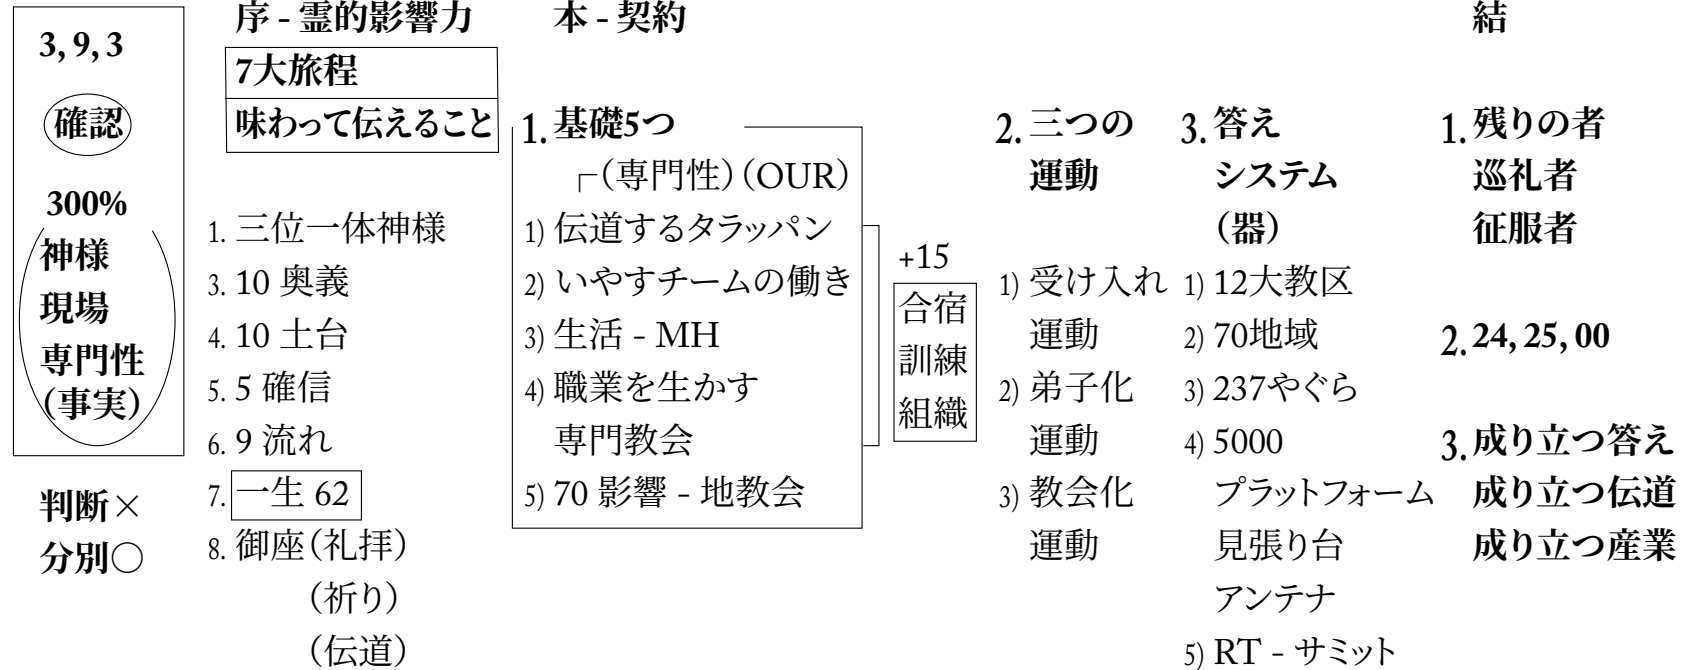 3, 9, 3
確認
300%
神様
現場
専門性
(事実)
判断×
分別○
序 - 霊的影響力
7大旅程
味わって伝えること
1. 三位一体神様
3. 10 奥義
4. 10 土台
5. 5 確信
6. 9 流れ
7. 一生 62
8. 御座(礼拝)
(祈り)
(伝道)
本 - 契約
1. 基礎5つ
(専門性)(OUR)
1) 伝道するタラッパン
2) いやすチームの働き
3) 生活 - MH
4) 職業を生かす
専門教会
5) 70 影響 - 地教会
+15
合宿
訓練
組織
2. 三つの
運動
1) 受け入れ
運動
2) 弟子化
運動
3) 教会化
運動
3. 答え
システム
(器)
1) 12大教区
2) 70地域
3) 237やぐら
4) 5000
プラットフォーム
見張り台
アンテナ
5) RT - サミット
結
1. 残りの者
巡礼者
征服者
2. 24, 25, 00
3. 成り立つ答え
成り立つ伝道
成り立つ産業